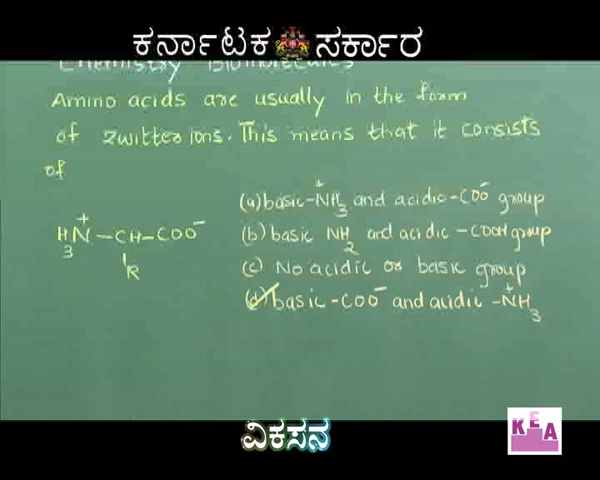 ಕರ್ನಾಟಕ ಸರ್ಕಾರ
Chemistry Biomolecules
Amino acids are usually in the form
of zwitter ions. This means that it consists
of
(a) basic-N⁺H₃ and acidic-COO⁻ group
(b) basic NH₂ and acidic -COOH group
(c) No acidic or basic group
(d) basic -COO⁻ and acidic -N⁺H₃
H₃N⁺-CH-COO⁻
R
ವಿಕಸನ
KEA